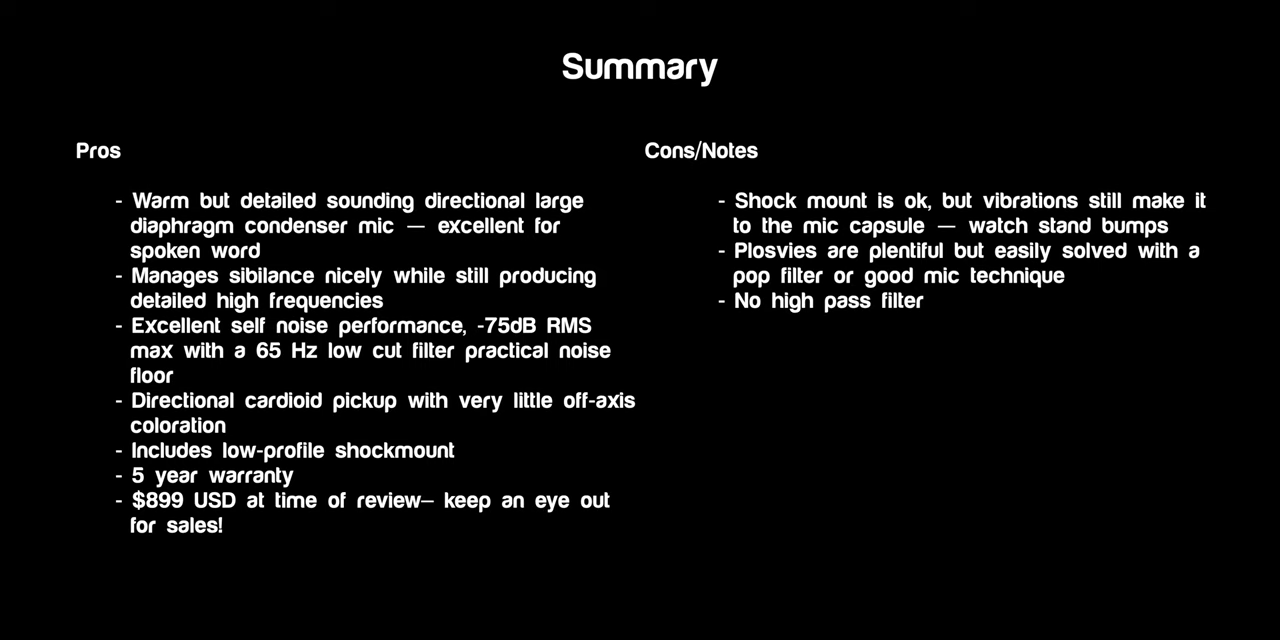 Summary
Pros
- Warm but detailed sounding directional large
diaphragm condenser mic — excellent for
spoken word
- Manages sibilance nicely while still producing
detailed high frequencies
- Excellent self noise performance, -75dB RMS
max with a 65 Hz low cut filter practical noise
floor
- Directional cardioid pickup with very little off-axis
coloration
- Includes low-profile shockmount
- 5 year warranty
- $899 USD at time of review— keep an eye out
for sales!
Cons/Notes
- Shock mount is ok, but vibrations still make it
to the mic capsule — watch stand bumps
- Plosvies are plentiful but easily solved with a
pop filter or good mic technique
- No high pass filter